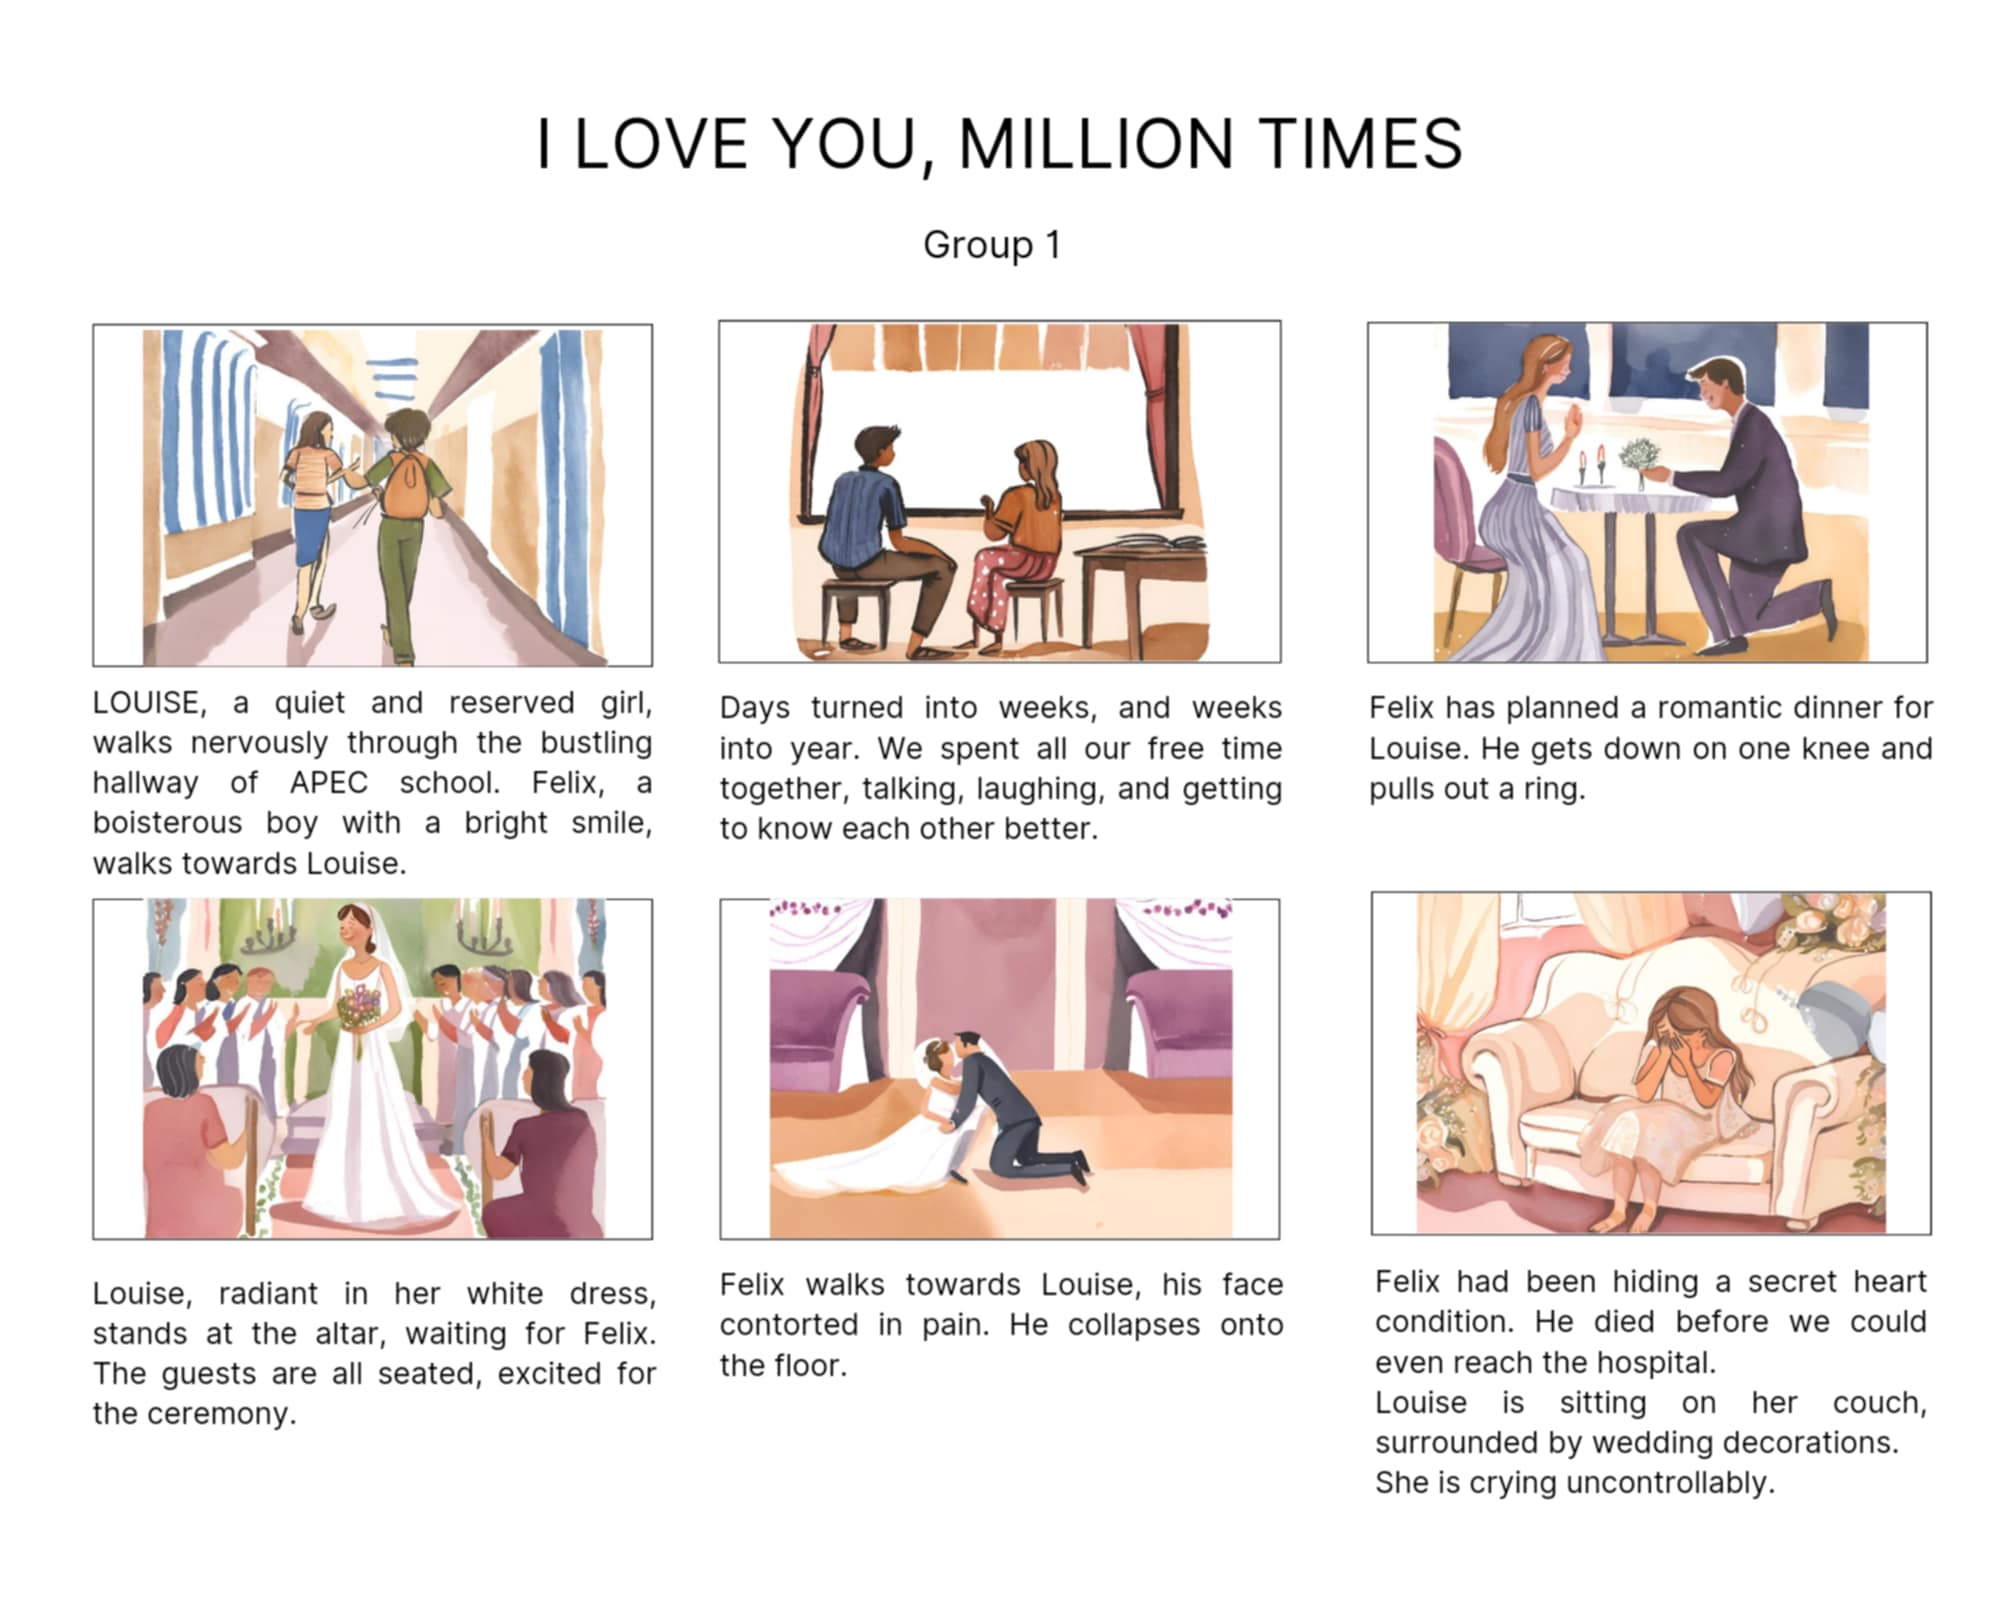 I LOVE YOU, MILLION TIMES
Group 1
LOUISE, a quiet and reserved girl,
walks nervously through the bustling
hallway of APEC school. Felix, a
boisterous boy with a bright smile,
walks towards Louise.
Days turned into weeks, and weeks
into year. We spent all our free time
together, talking, laughing, and getting
to know each other better.
Felix has planned a romantic dinner for
Louise. He gets down on one knee and
pulls out a ring.
Louise, radiant in her white dress,
stands at the altar, waiting for Felix.
The guests are all seated, excited for
the ceremony.
Felix walks towards Louise, his face
contorted in pain. He collapses onto
the floor.
Felix had been hiding a secret heart
condition. He died before we could
even reach the hospital.
Louise is sitting on her couch,
surrounded by wedding decorations.
She is crying uncontrollably.